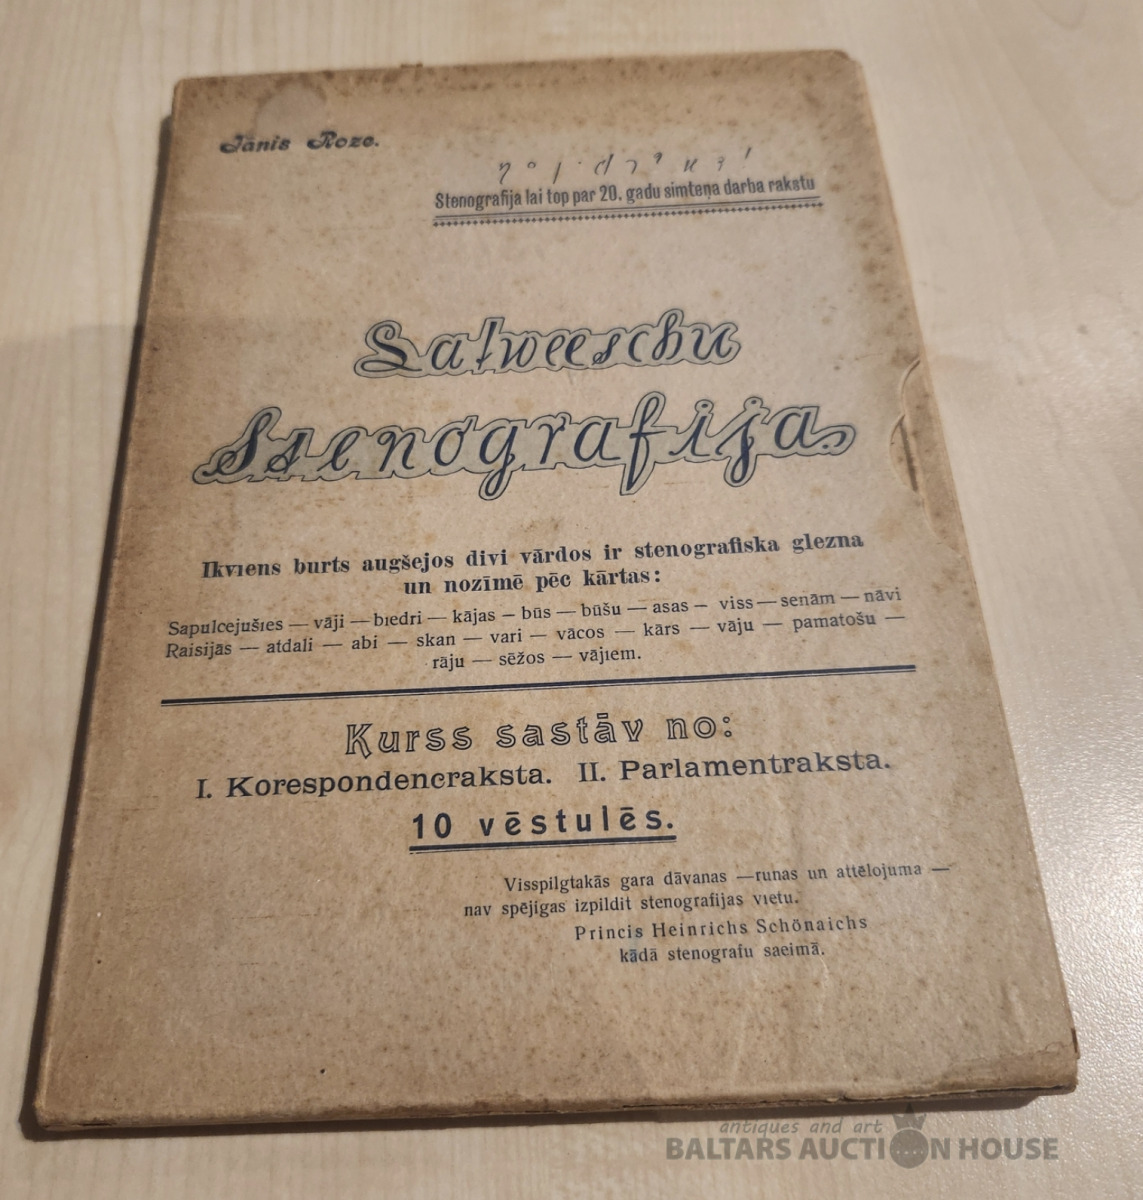 Jānis Roze.
Stenografija lai top par 20. gadu simteņa darba rakstu
Latweeschu
Stenografija
Ikviens burts augšejos divi vārdos ir stenografiska glezna
un nozīmē pēc kārtas:
Sapulcejušies — vāji — biedri — kājas — būs — būšu — asas — viss — senām — nāvi
Raisijās — atdali — abi — skan — vari — vācos — kārs — vāju — pamatošu —
rāju — sēžos — vājiem.
Kurss sastāv no:
I. Korespondencraksta. II. Parlamentraksta.
10 vēstulēs.
Visspilgtakās gara dāvanas — runas un attēlojuma —
nav spējigas izpildit stenografijas vietu.
Princis Heinrichs Schönaichs
kādā stenografu saeimā.
antiques and art
BALTARS AUCTION HOUSE